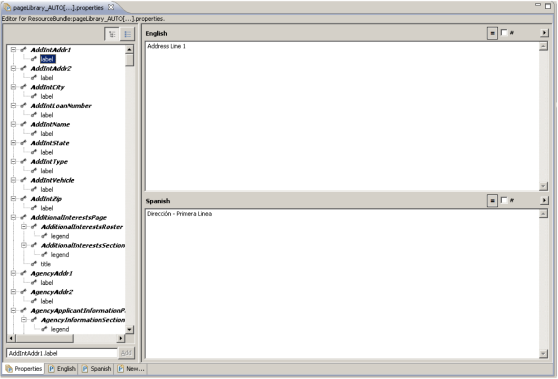 pageLibrary_AUTO[...].properties
Editor for ResourceBundle:pageLibrary_AUTO[...].properties.
AddIntAddr1
label
AddIntAddr2
label
AddIntCity
label
AddIntLoanNumber
label
AddIntName
label
AddIntState
label
AddIntType
label
AddIntVehicle
label
AddIntZip
label
AdditionalInterestsPage
AdditionalInterestsRoster
legend
AdditionalInterestsSection
legend
title
AgencyAddr1
label
AgencyAddr2
label
AgencyApplicantInformationP
AgencyInformationSection
legend
AddIntAddr1.label
Add
English
= #
Address Line 1
Spanish
= #
Dirección - Primera Linea
Properties English Spanish New...